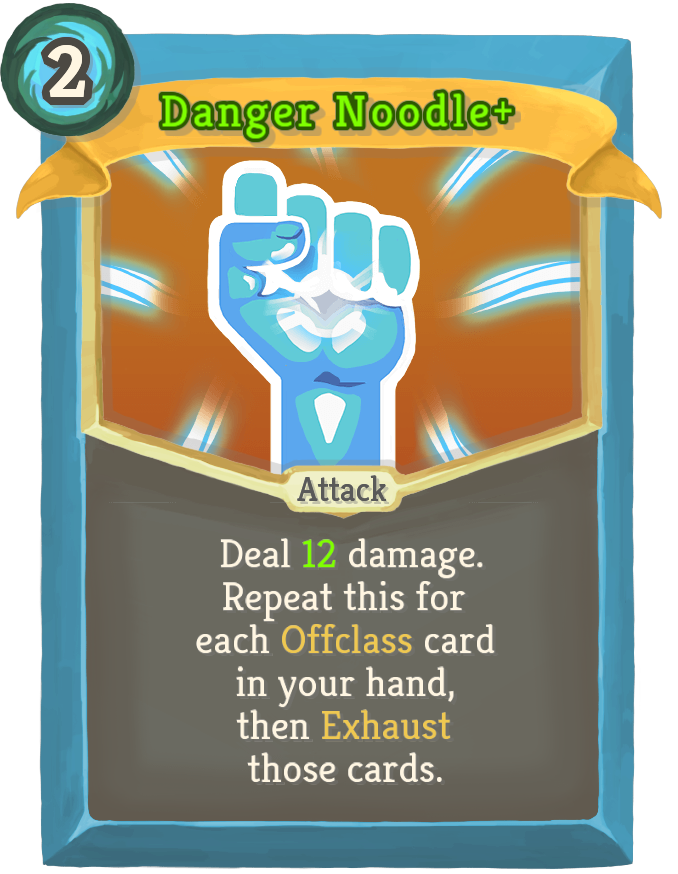 2
Danger Noodle+
Attack
Deal 12 damage.
Repeat this for
each Offclass card
in your hand,
then Exhaust
those cards.